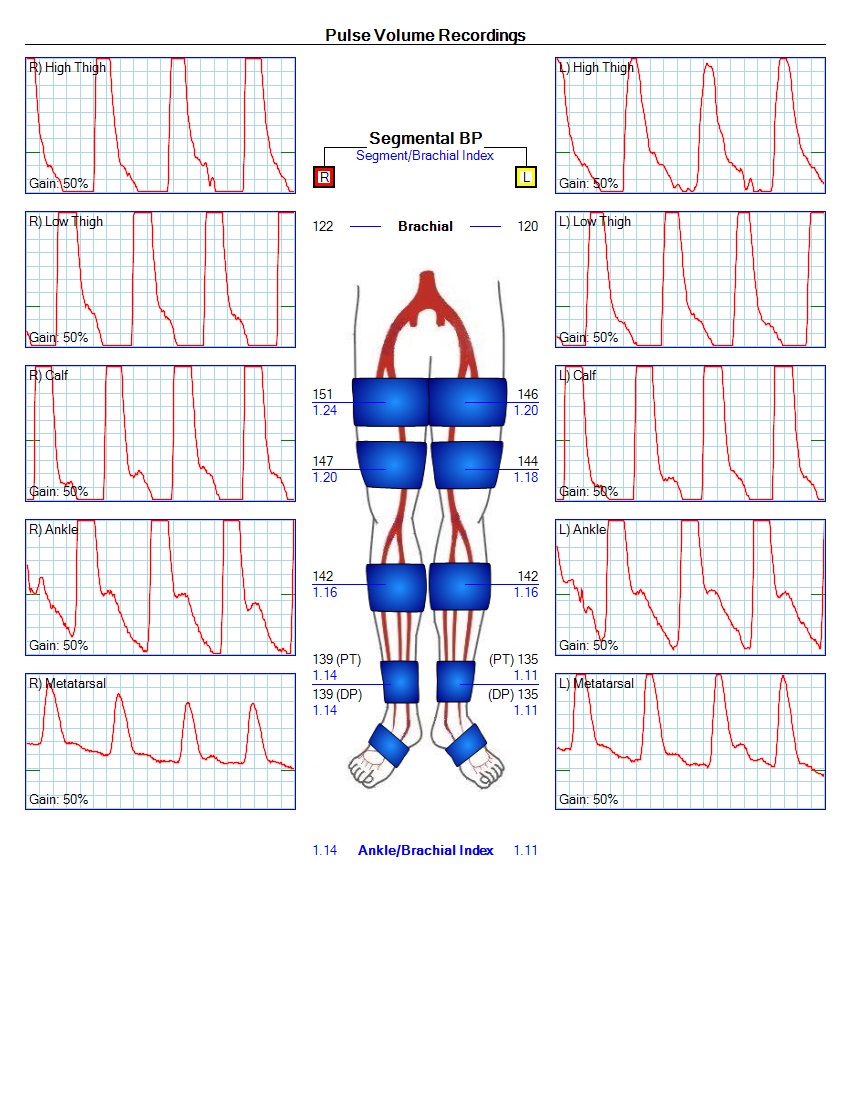 Pulse Volume Recordings
R) High Thigh
Gain: 50%
L) High Thigh
Gain: 50%
Segmental BP
Segment/Brachial Index
R
L
122 Brachial 120
R) Low Thigh
Gain: 50%
L) Low Thigh
Gain: 50%
R) Calf
Gain: 50%
L) Calf
Gain: 50%
151 146
1.24 1.20
147 144
1.20 1.18
R) Ankle
Gain: 50%
L) Ankle
Gain: 50%
142 142
1.16 1.16
139 (PT) (PT) 135
1.14 1.11
139 (DP) (DP) 135
1.14 1.11
R) Metatarsal
Gain: 50%
L) Metatarsal
Gain: 50%
1.14 Ankle/Brachial Index 1.11